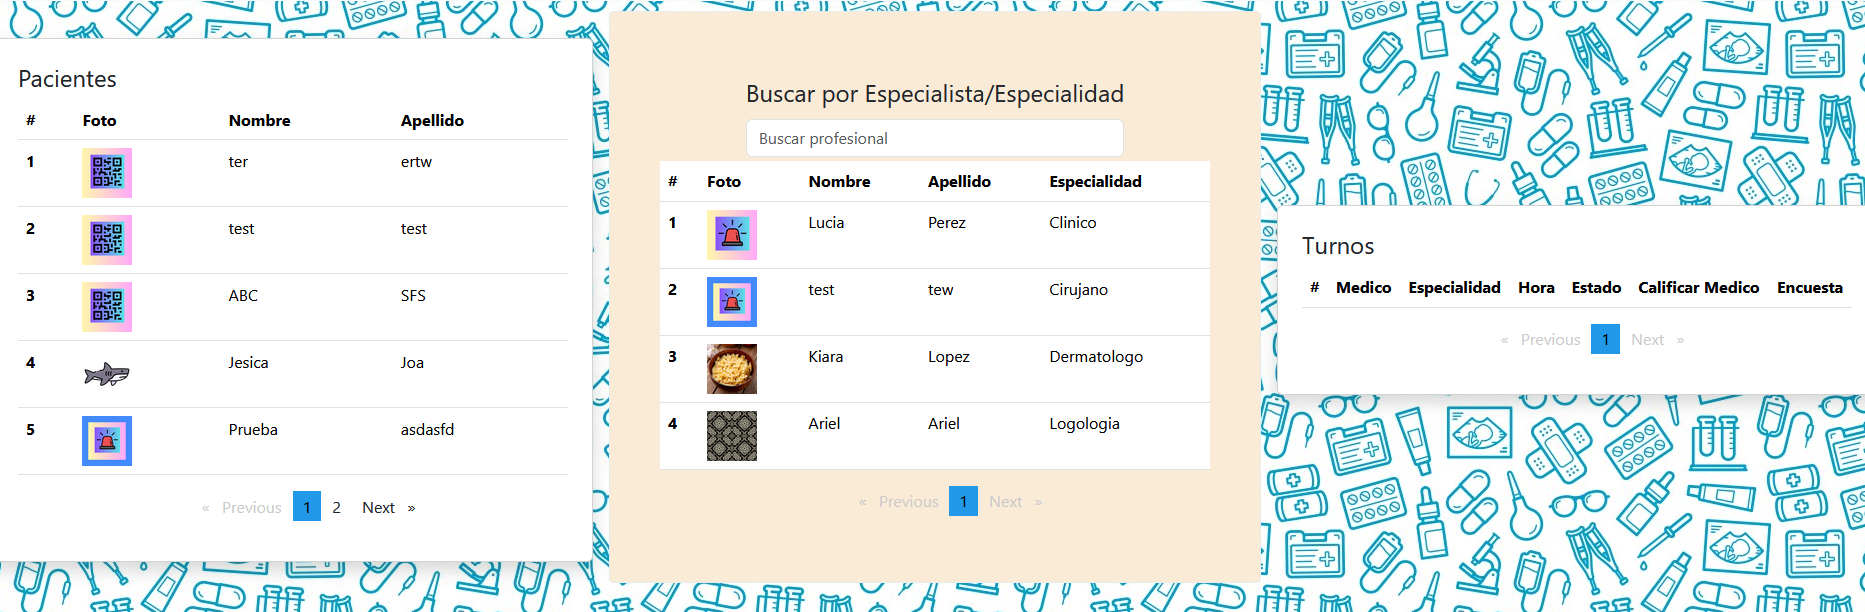 Pacientes
# Foto Nombre Apellido
1 ter ertw
2 test test
3 ABC SFS
4 Jesica Joa
5 Prueba asdasfd
« Previous 1 2 Next »
Buscar por Especialista/Especialidad
Buscar profesional
# Foto Nombre Apellido Especialidad
1 Lucia Perez Clinico
2 test tew Cirujano
3 Kiara Lopez Dermatologo
4 Ariel Ariel Logologia
« Previous 1 Next »
Turnos
# Medico Especialidad Hora Estado Calificar Medico Encuesta
« Previous 1 Next »